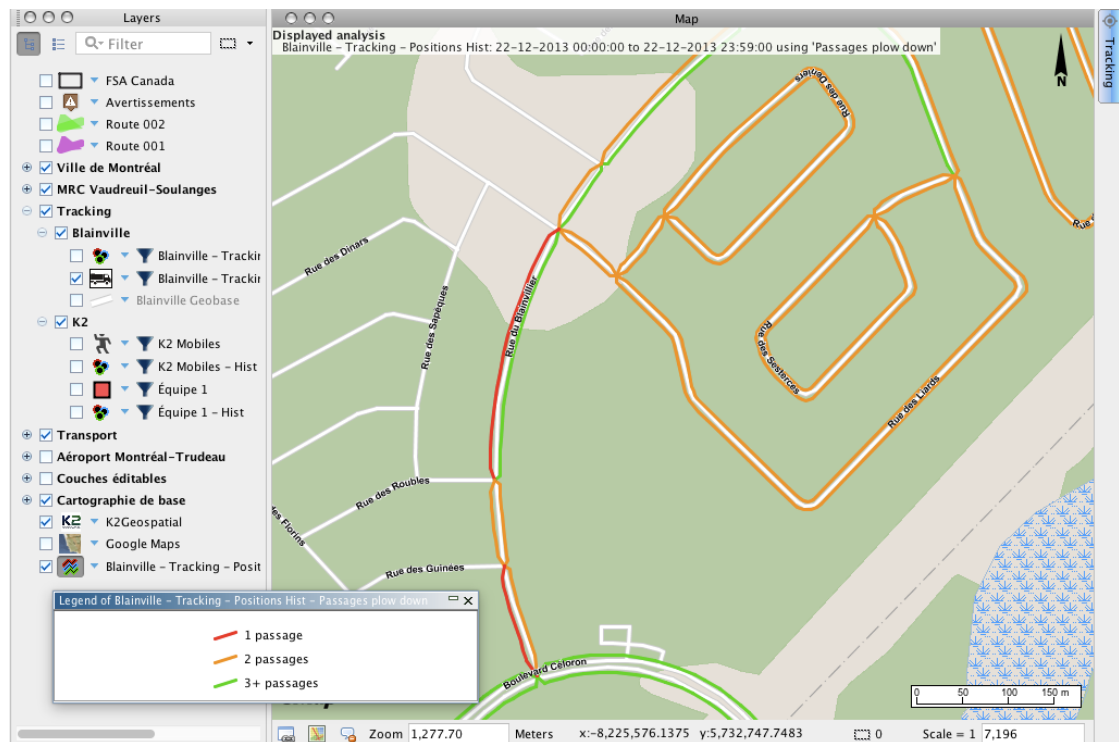 Layers
Filter
FSA Canada
Avertissements
Route 002
Route 001
Ville de Montréal
MRC Vaudreuil-Soulanges
Tracking
Blainville
Blainville - Trackin
Blainville - Trackin
Blainville Geobase
K2
K2 Mobiles
K2 Mobiles - Hist
Équipe 1
Équipe 1 - Hist
Transport
Aéroport Montréal-Trudeau
Couches éditables
Cartographie de base
K2
K2Geospatial
Google Maps
Blainville - Tracking - Posit
Map
Displayed analysis
Blainville - Tracking - Positions Hist: 22-12-2013 00:00:00 to 22-12-2013 23:59:00 using 'Passages plow down'
N
Tracking
Rue des Deniers
Rue des Dinars
Rue des Sapèques
Rue du Blainvillier
Rue des Sesterces
Rue des Liards
Rue
Rue des Roubles
des Florins
Rue des Guinées
Boulevard Céloron
Legend of Blainville - Tracking - Positions Hist - Passages plow down
1 passage
2 passages
3+ passages
0 50 100 150 m
Zoom 1,277.70 Meters x:-8,225,576.1375 y:5,732,747.7483 0 Scale = 1 7,196